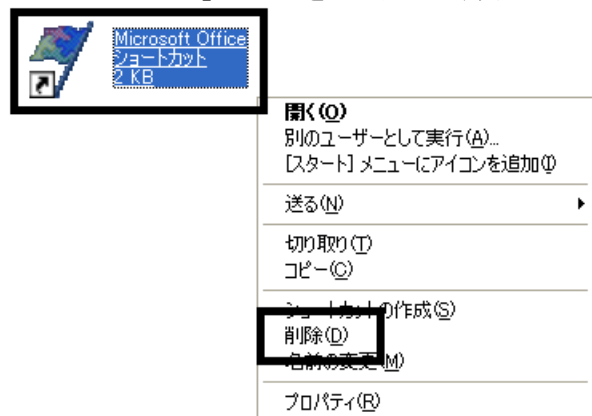 Microsoft Office
ショートカット
2 KB
開く(O)
別のユーザーとして実行(A)...
[スタート] メニューにアイコンを追加(I)
送る(N)
切り取り(T)
コピー(C)
ショートカットの作成(S)
削除(D)
名前の変更(M)
プロパティ(R)